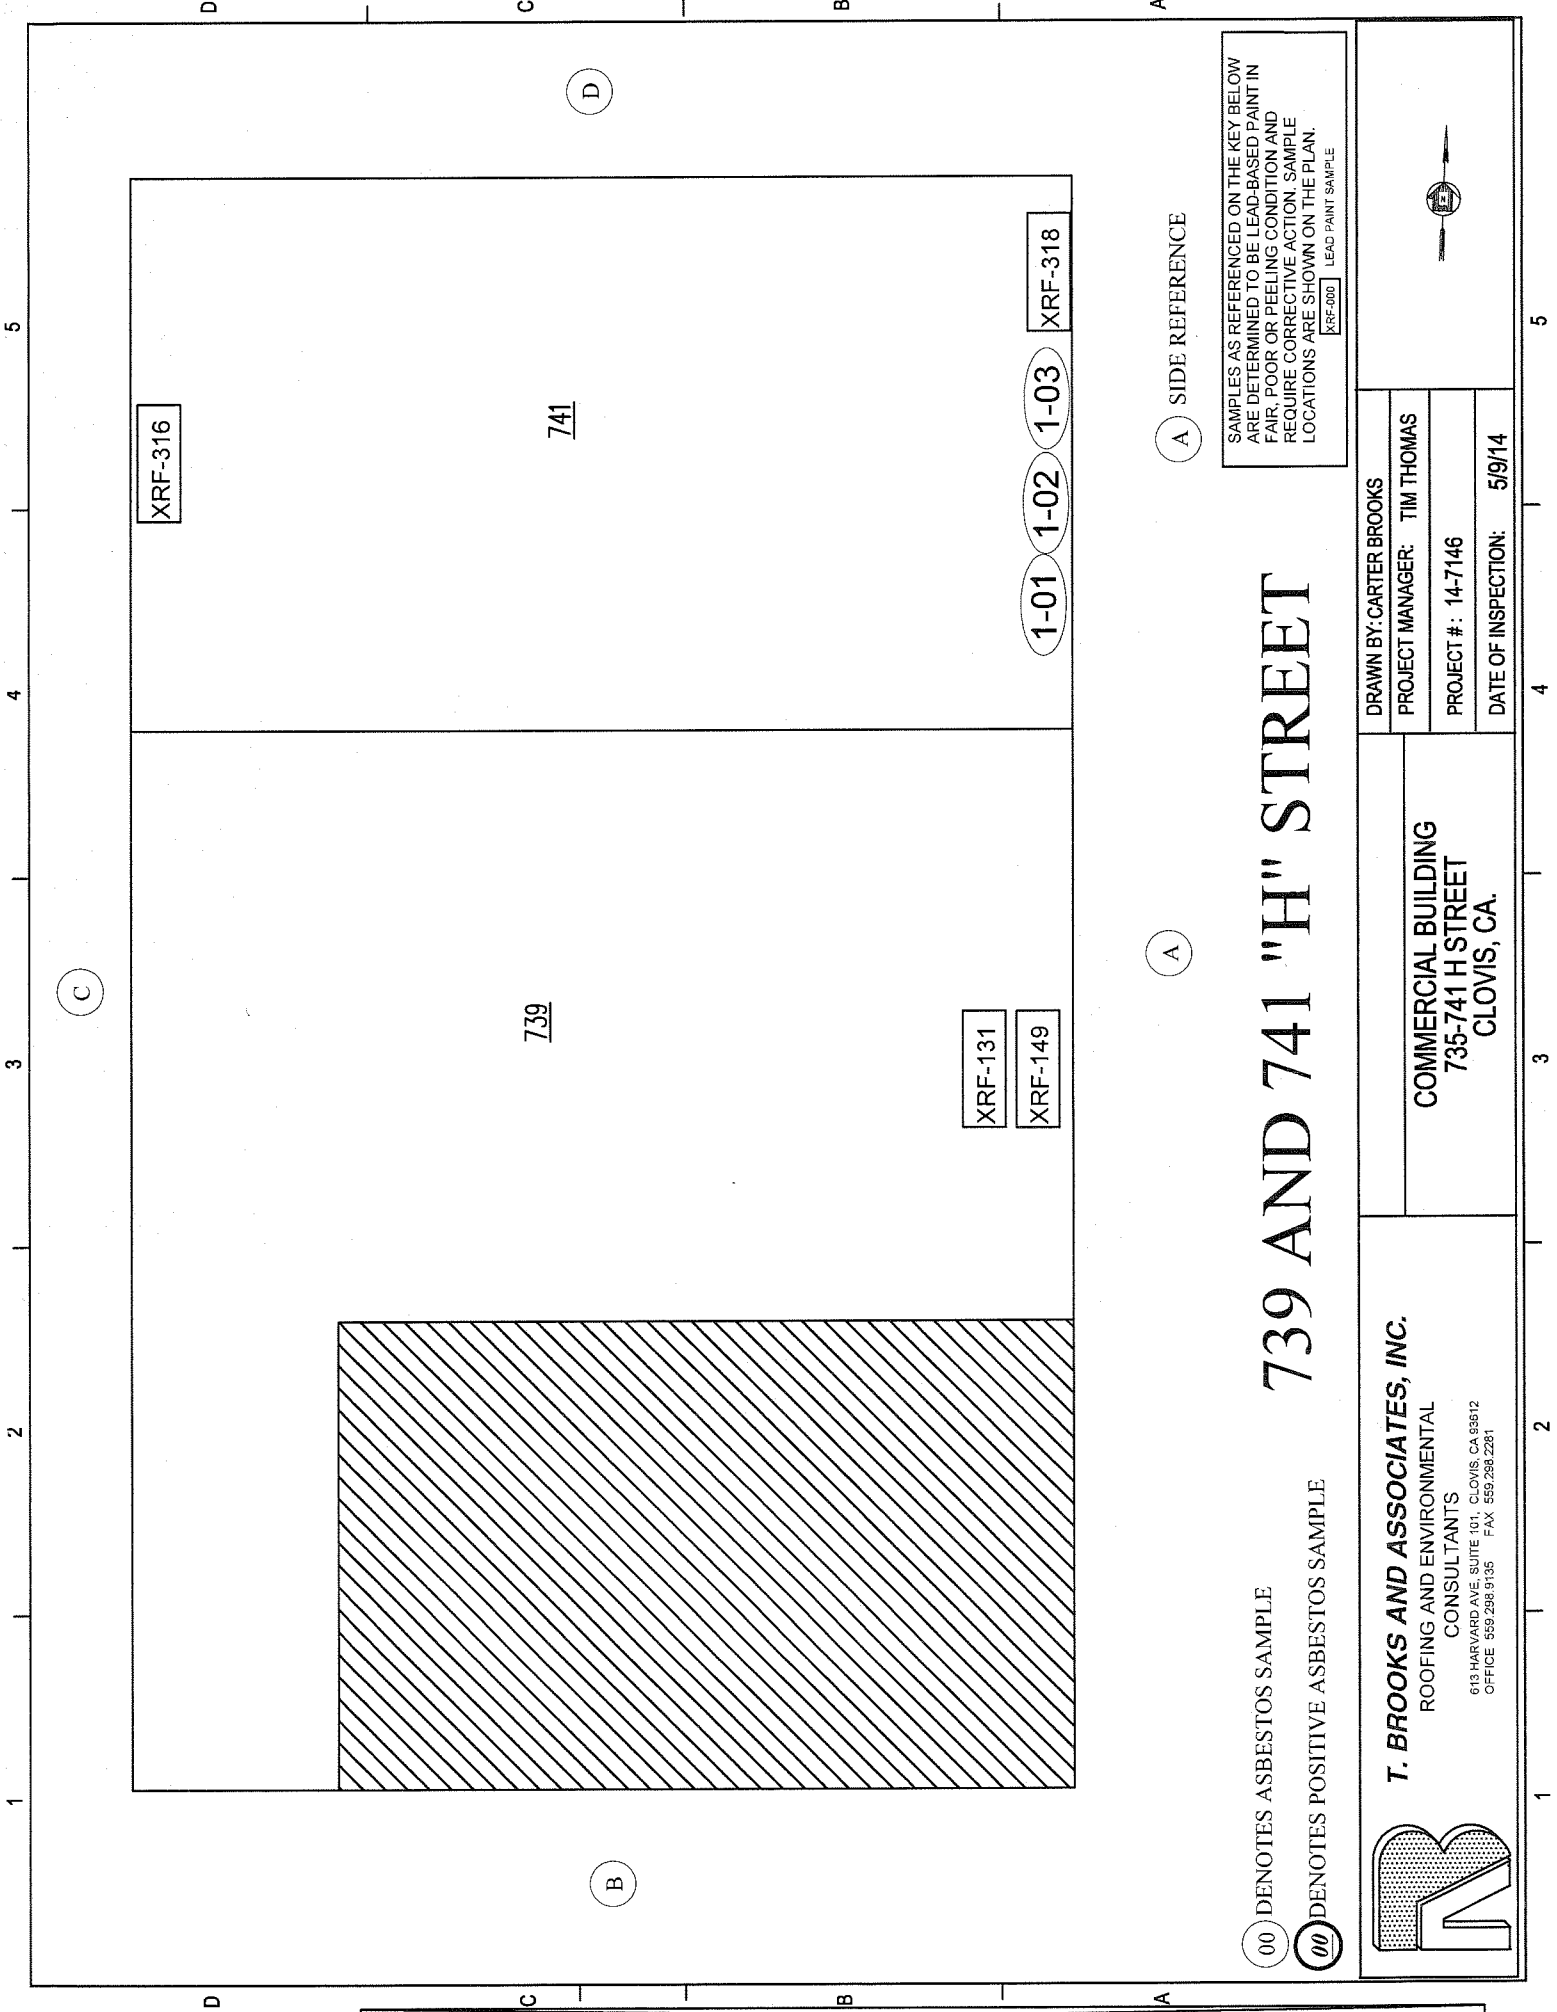 1 2 3 4 5
D
C
B
A
C
B
D
XRF-316
739
741
XRF-131
XRF-149
1-01 1-02 1-03
XRF-318
A
A SIDE REFERENCE
00 DENOTES ASBESTOS SAMPLE
00 DENOTES POSITIVE ASBESTOS SAMPLE
739 AND 741 "H" STREET
SAMPLES AS REFERENCED ON THE KEY BELOW
ARE DETERMINED TO BE LEAD-BASED PAINT IN
FAIR, POOR OR PEELING CONDITION AND
REQUIRE CORRECTIVE ACTION. SAMPLE
LOCATIONS ARE SHOWN ON THE PLAN.
XRF-000 LEAD PAINT SAMPLE
R
T. BROOKS AND ASSOCIATES, INC.
ROOFING AND ENVIRONMENTAL
CONSULTANTS
613 HARVARD AVE, SUITE 101, CLOVIS, CA 93612
OFFICE 559.298.9135 FAX 559.298.2281
COMMERCIAL BUILDING
735-741 H STREET
CLOVIS, CA.
DRAWN BY: CARTER BROOKS
PROJECT MANAGER: TIM THOMAS
PROJECT #: 14-7146
DATE OF INSPECTION: 5/9/14
N
D
C
B
A
1 2 3 4 5